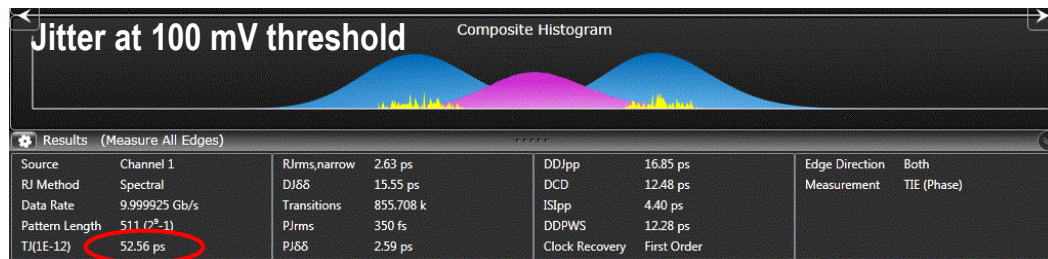 Jitter at 100 mV threshold
Composite Histogram
Results (Measure All Edges)
Source Channel 1 RJrms,narrow 2.63 ps DDJpp 16.85 ps Edge Direction Both
RJ Method Spectral DJδδ 15.55 ps DCD 12.48 ps Measurement TIE (Phase)
Data Rate 9.999925 Gb/s Transitions 855.708 k ISIpp 4.40 ps
Pattern Length 511 (2⁹-1) PJrms 350 fs DDPWS 12.28 ps
TJ(1E-12) 52.56 ps PJδδ 2.59 ps Clock Recovery First Order